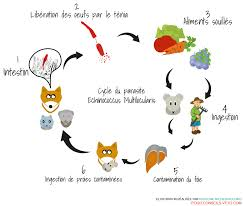 2
Libération des œufs par le ténia
3
Aliments souillés
1
Intestin
Cycle du parasite
Echinococcus Multilocularis
4
Ingestion
6
Ingestion de proies contaminées
5
Contamination du foie